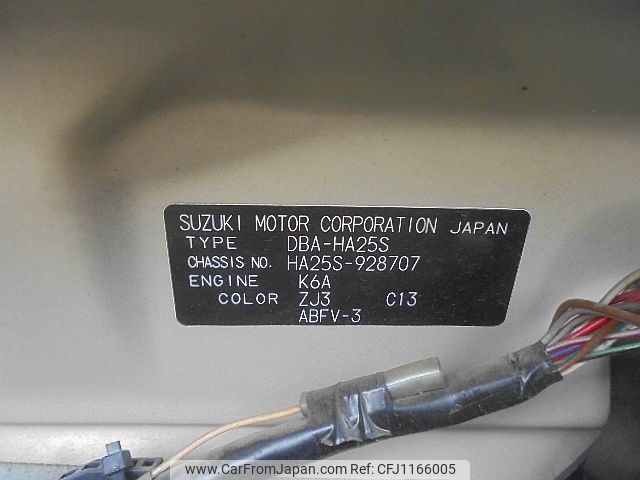 SUZUKI MOTOR CORPORATION JAPAN
TYPE DBA-HA25S
CHASSIS NO. HA25S-928707
ENGINE K6A
COLOR ZJ3 C13
ABFV-3
www.CarFromJapan.com CFJ1166005